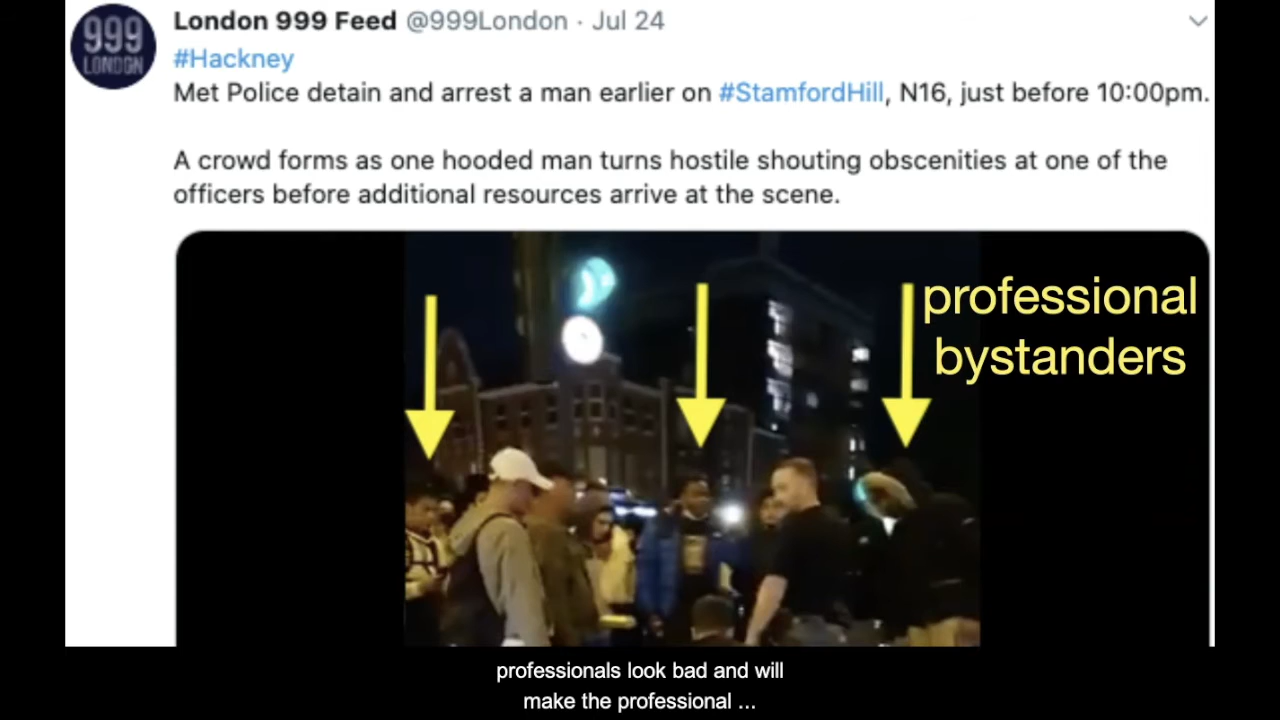 999
LONDON
London 999 Feed @999London · Jul 24
#Hackney
Met Police detain and arrest a man earlier on #StamfordHill, N16, just before 10:00pm.
A crowd forms as one hooded man turns hostile shouting obscenities at one of the
officers before additional resources arrive at the scene.
professional
bystanders
professionals look bad and will
make the professional ...